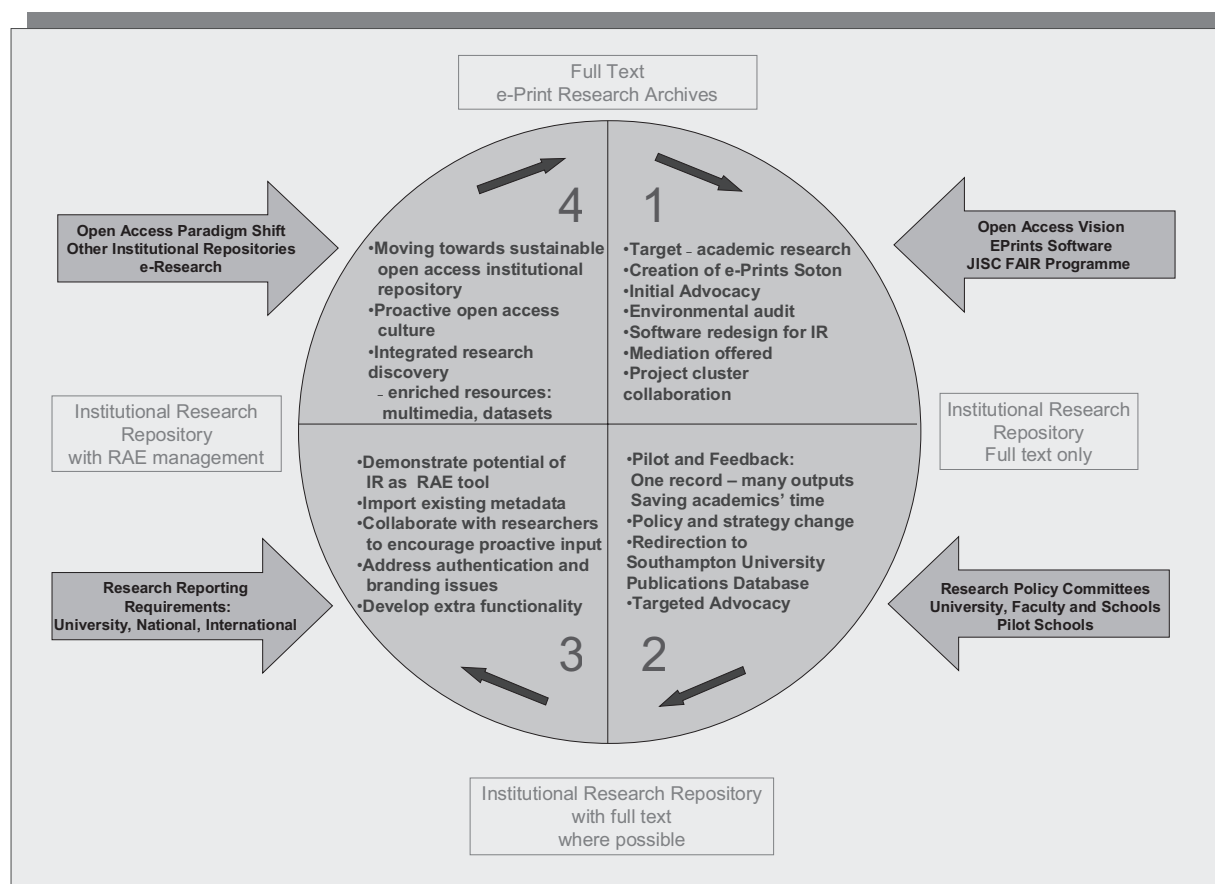 Full Text
e-Print Research Archives
4
•Moving towards sustainable
open access institutional
repository
•Proactive open access
culture
•Integrated research
discovery
– enriched resources:
multimedia, datasets
1
•Target – academic research
•Creation of e-Prints Soton
•Initial Advocacy
•Environmental audit
•Software redesign for IR
•Mediation offered
•Project cluster
collaboration
Open Access Paradigm Shift
Other Institutional Repositories
e-Research
Open Access Vision
EPrints Software
JISC FAIR Programme
Institutional Research
Repository
with RAE management
Institutional Research
Repository
Full text only
•Demonstrate potential of
IR as RAE tool
•Import existing metadata
•Collaborate with researchers
to encourage proactive input
•Address authentication and
branding issues
•Develop extra functionality
3
•Pilot and Feedback:
One record – many outputs
Saving academics’ time
•Policy and strategy change
•Redirection to
Southampton University
Publications Database
•Targeted Advocacy
2
Research Reporting
Requirements:
University, National, International
Research Policy Committees
University, Faculty and Schools
Pilot Schools
Institutional Research Repository
with full text
where possible